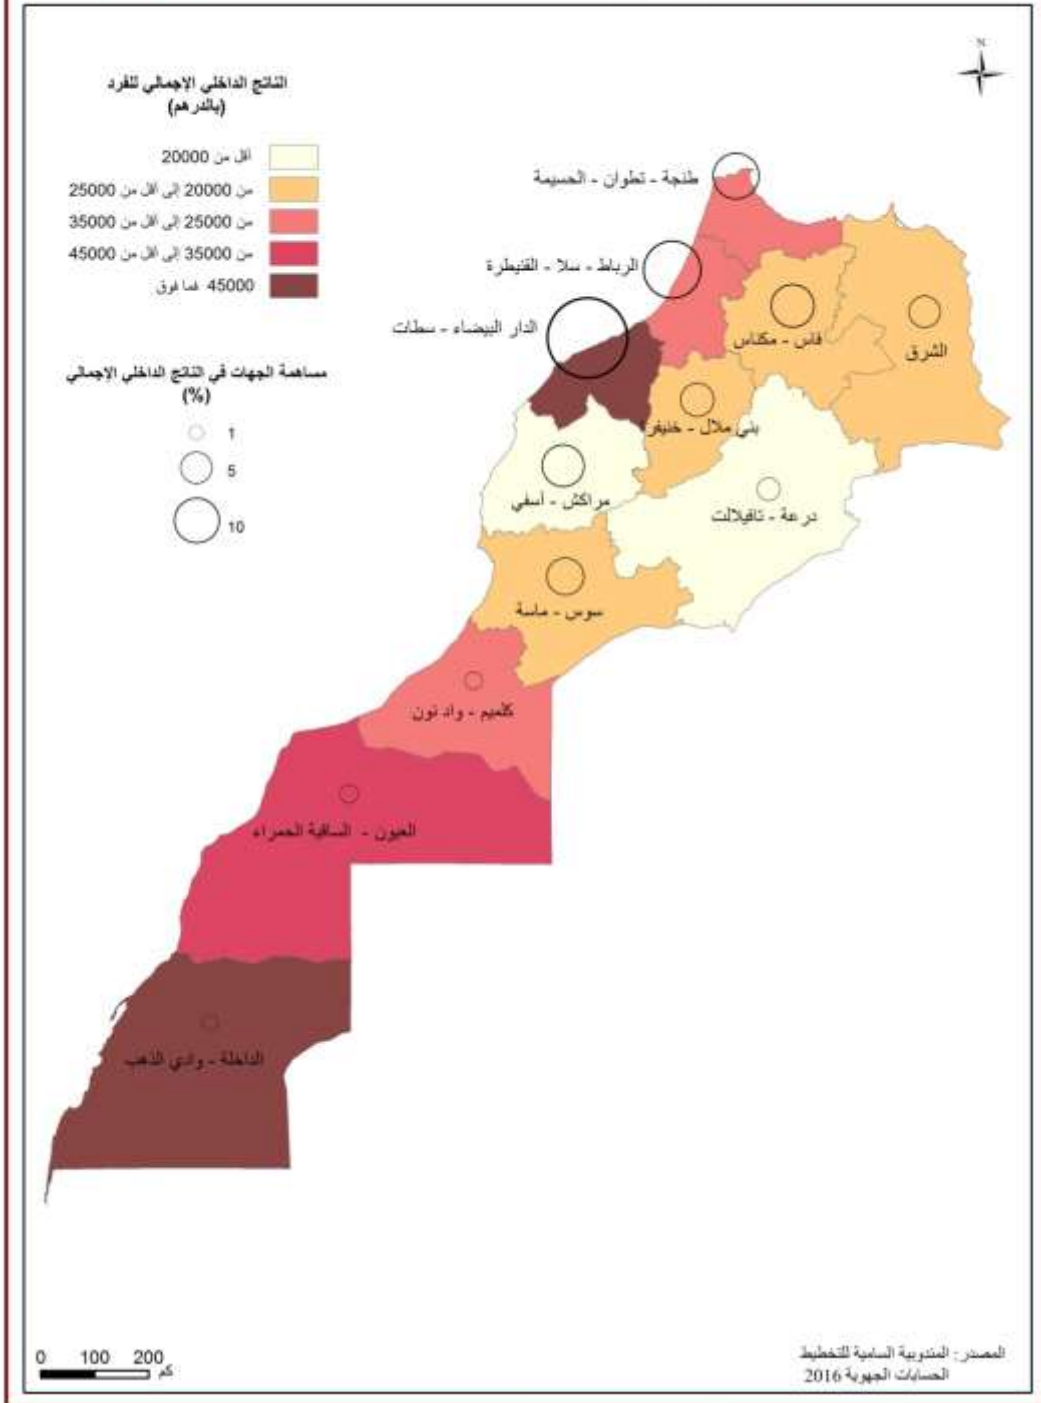 N
الناتج الداخلي الإجمالي للفرد
(بالدرهم)
أقل من 20000
من 20000 إلى أقل من 25000
من 25000 إلى أقل من 35000
من 35000 إلى أقل من 45000
45000 فما فوق
مساهمة الجهات في الناتج الداخلي الإجمالي
(%)
1
5
10
طنجة - تطوان - الحسيمة
الرباط - سلا - القنيطرة
الدار البيضاء - سطات
فاس - مكناس
الشرق
بني ملال - خنيفر
مراكش - أسفي
درعة - تافيلالت
سوس - ماسة
كلميم - واد نون
العيون - الساقية الحمراء
الداخلة - وادي الذهب
0 100 200
كم
المصدر: المندوبية السامية للتخطيط
الحسابات الجهوية 2016